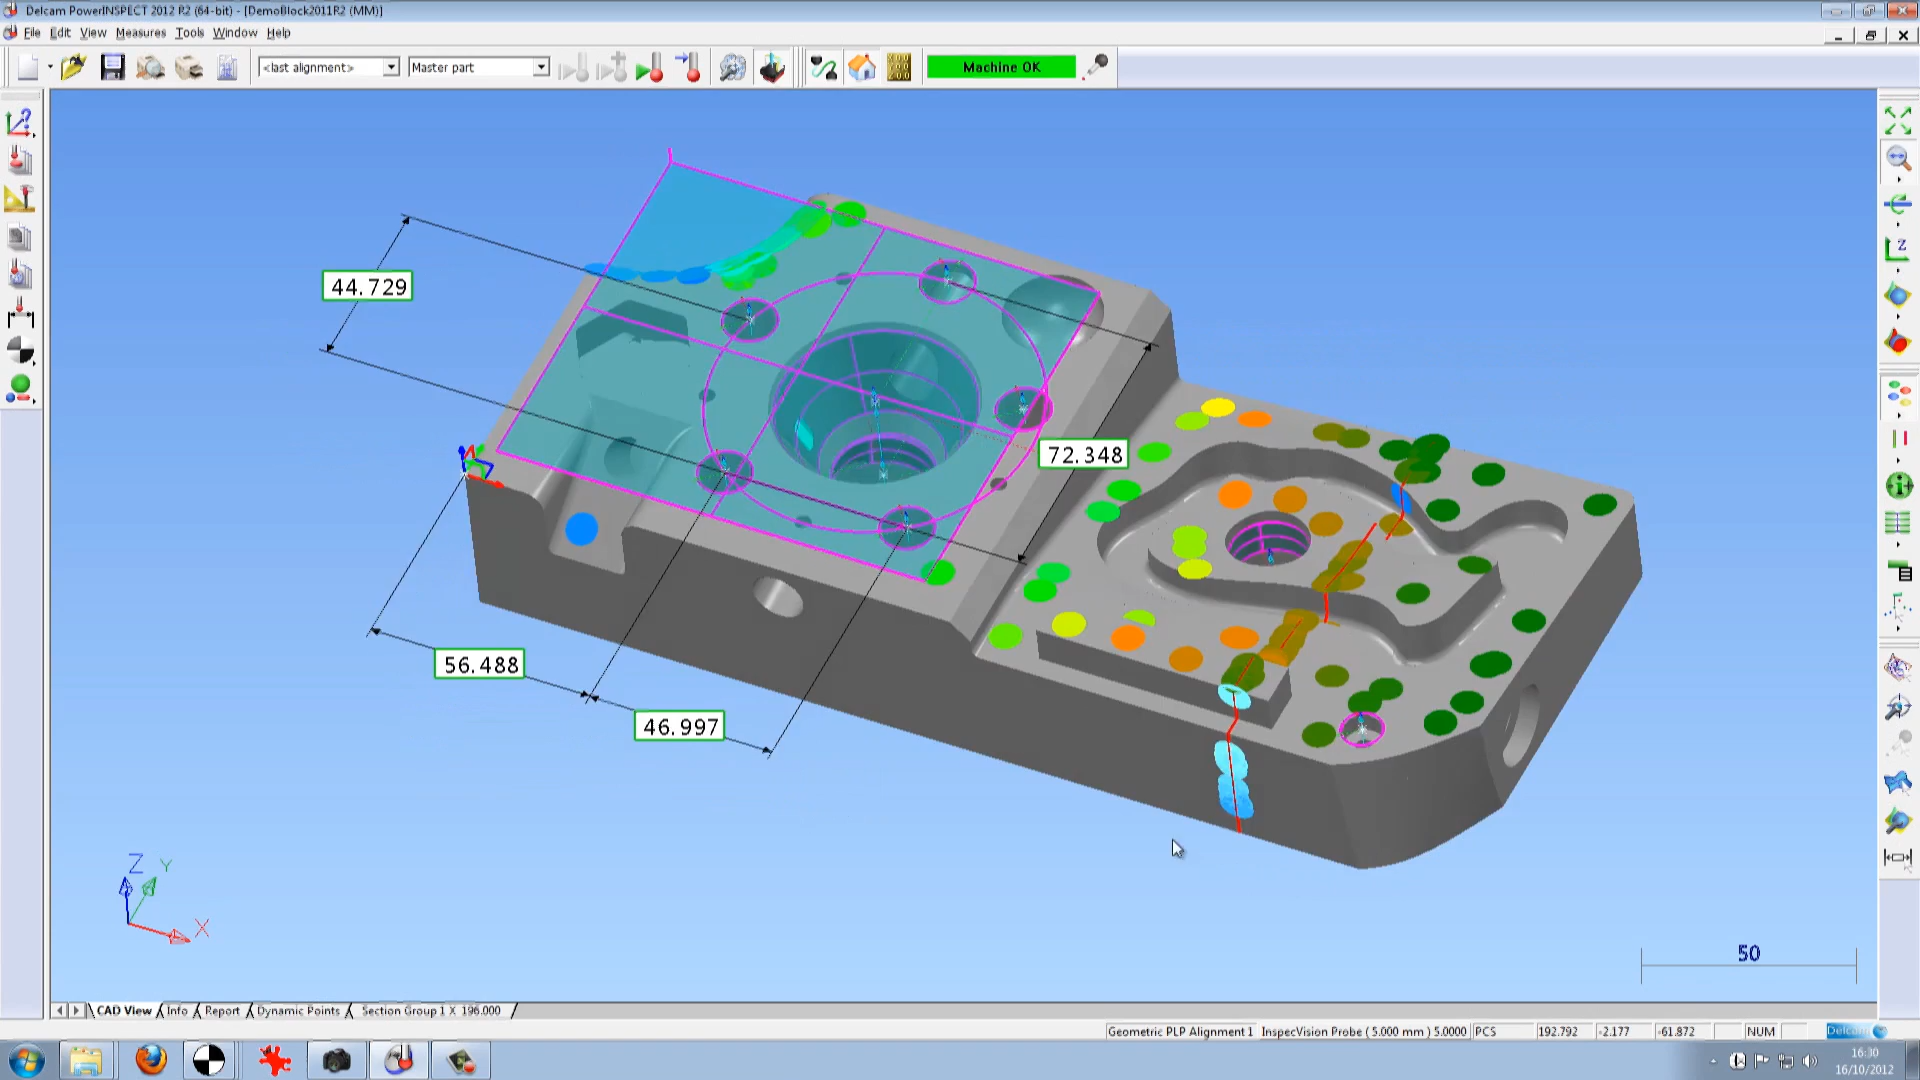 Delcam PowerINSPECT 2012 R2 (64-bit) - [DemoBlock2011R2 (MM)]
File Edit View Measures Tools Window Help
<last alignment> Master part Machine OK
Z
44.729
72.348
56.488
46.997
Z Y
X
50
CAD View Info Report Dynamic Points Section Group 1 X 196.000
Geometric PLP Alignment 1 InspecVision Probe ( 5.000 mm ) 5.0000 PCS 192.792 -2.177 -61.872 NUM Delcam
16:30
16/10/2012